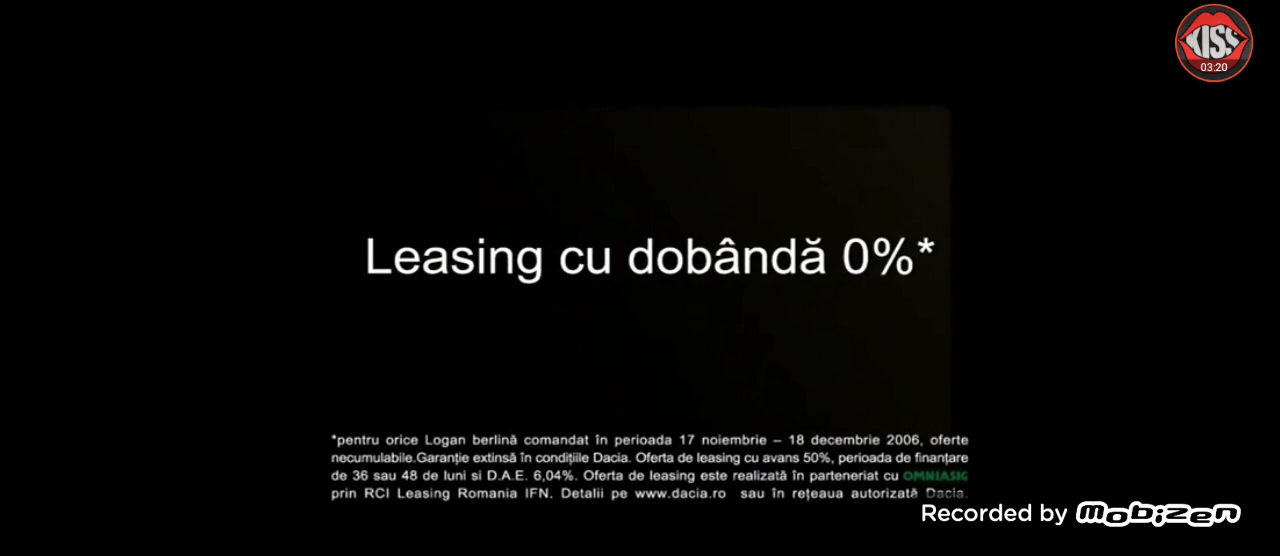 KISS
03:20
Leasing cu dobândă 0%*
*pentru orice Logan berlină comandat în perioada 17 noiembrie – 18 decembrie 2006, oferte
necumulabile.Garanție extinsă în condițiile Dacia. Oferta de leasing cu avans 50%, perioada de finanțare
de 36 sau 48 de luni si D.A.E. 6,04%. Oferta de leasing este realizată în parteneriat cu OMNIASIG
prin RCI Leasing Romania IFN. Detalii pe www.dacia.ro sau în rețeaua autorizată Dacia.
Recorded by mobizen